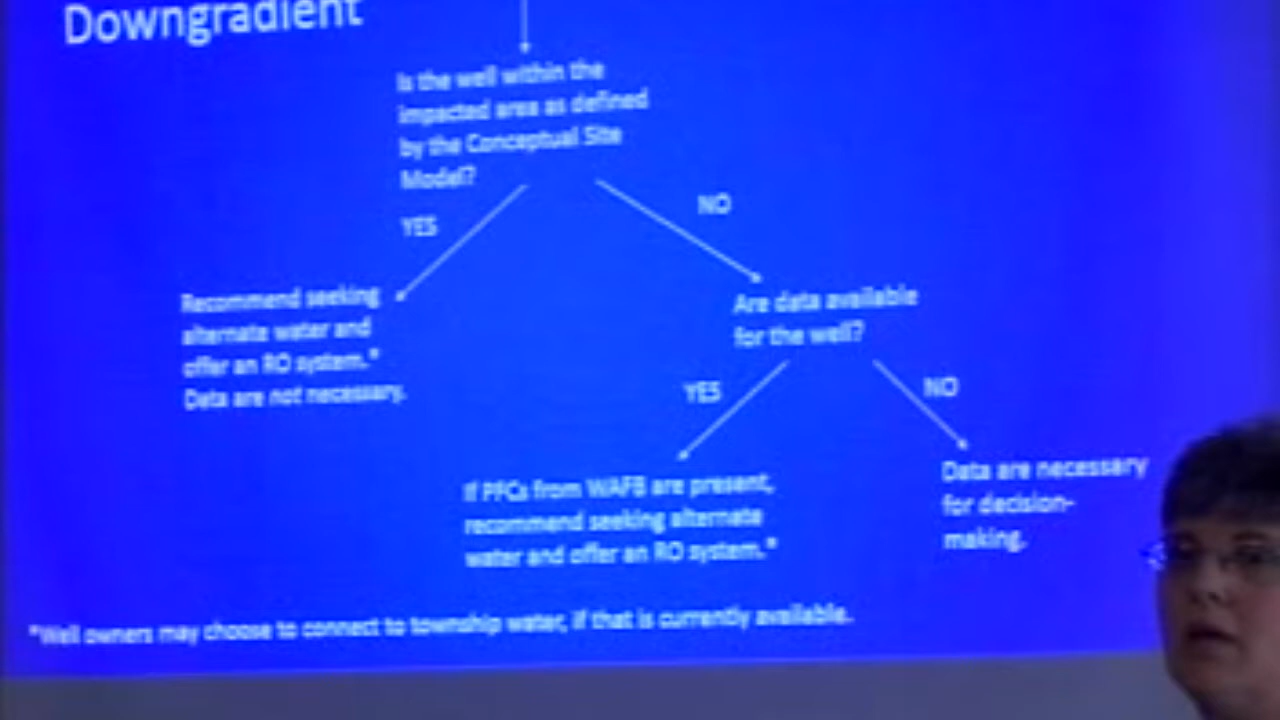 Downgradient
Is the well within the
impacted area as defined
by the Conceptual Site
Model?
YES
NO
Recommend seeking
alternate water and
offer an RO system.*
Data are not necessary.
Are data available
for the well?
YES
NO
If PFCs from WAFB are present,
recommend seeking alternate
water and offer an RO system.*
Data are necessary
for decision-
making.
*Well owners may choose to connect to township water, if that is currently available.